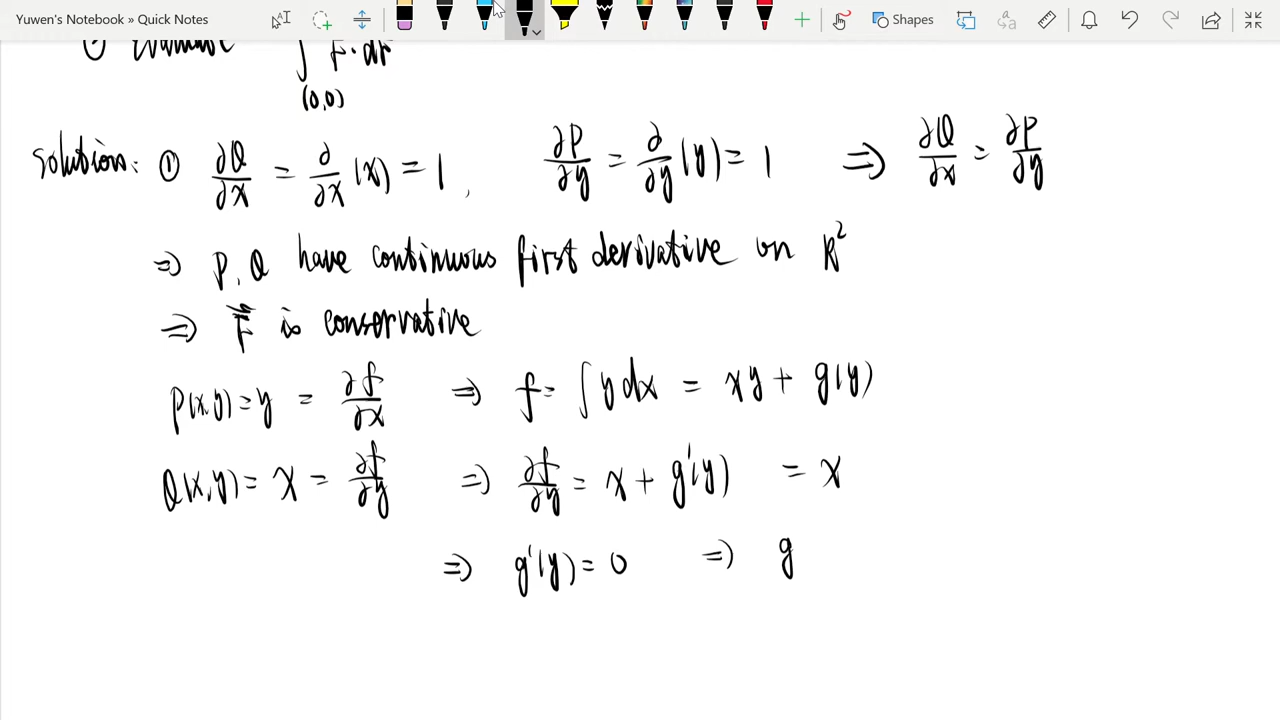 Yuwen's Notebook » Quick Notes
Shapes
∫ F·dr
(0,0)
Solution: ① ∂Q/∂x = ∂/∂x (x) = 1, ∂P/∂y = ∂/∂y (y) = 1 ⇒ ∂Q/∂x = ∂P/∂y
⇒ P, Q have continuous first derivative on R²
⇒ F⃗ is conservative
P(x,y) = y = ∂f/∂x ⇒ f = ∫ y dx = xy + g(y)
Q(x,y) = x = ∂f/∂y ⇒ ∂f/∂y = x + g'(y) = x
⇒ g'(y) = 0 ⇒ g